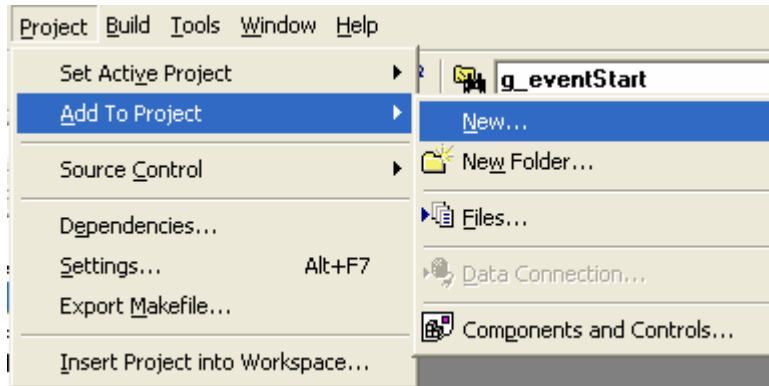 Project Build Tools Window Help
g_eventStart
Set Active Project
Add To Project
Source Control
Dependencies...
Settings... Alt+F7
Export Makefile...
Insert Project into Workspace...
New...
New Folder...
Files...
Data Connection...
Components and Controls...